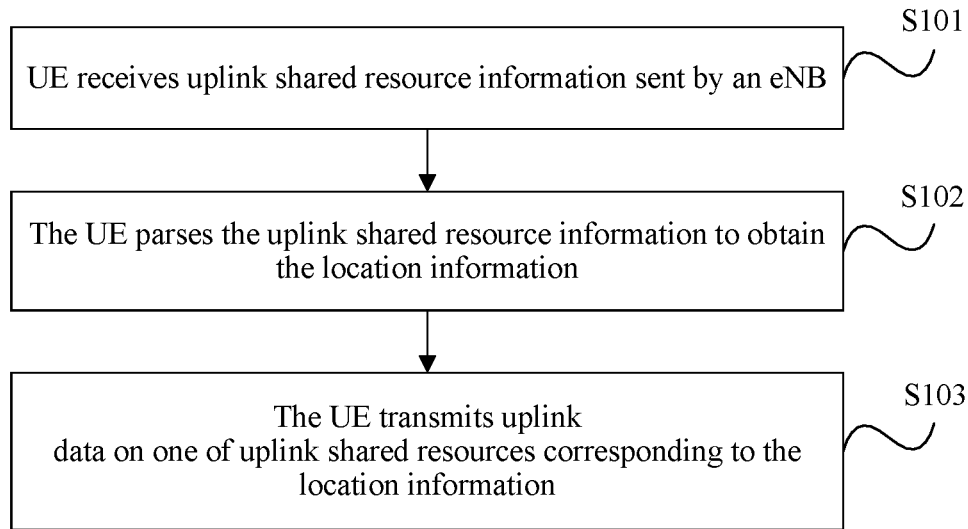 S101
UE receives uplink shared resource information sent by an eNB
S102
The UE parses the uplink shared resource information to obtain
the location information
S103
The UE transmits uplink
data on one of uplink shared resources corresponding to the
location information